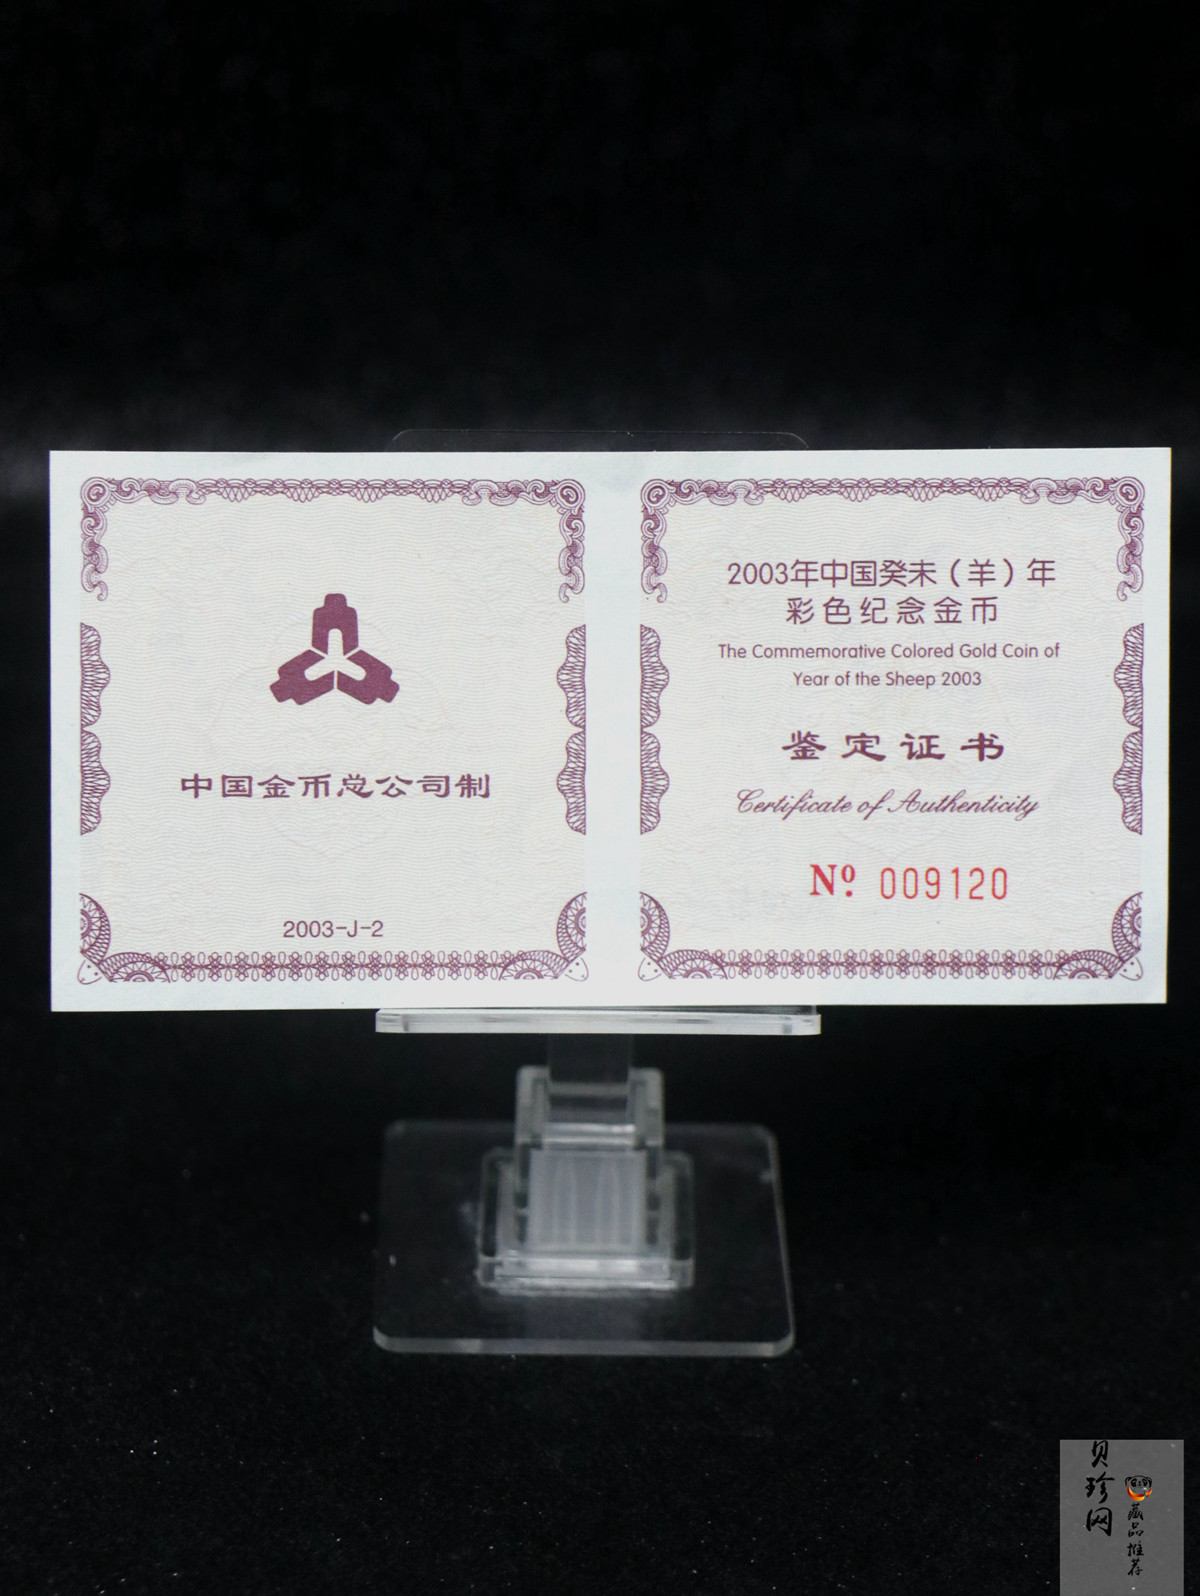 中国金币总公司制
2003-J-2
2003年中国癸未（羊）年
彩色纪念金币
The Commemorative Colored Gold Coin of
Year of the Sheep 2003
鉴定证书
Certificate of Authenticity
Nº. 009120
贝珍网
藏品推荐